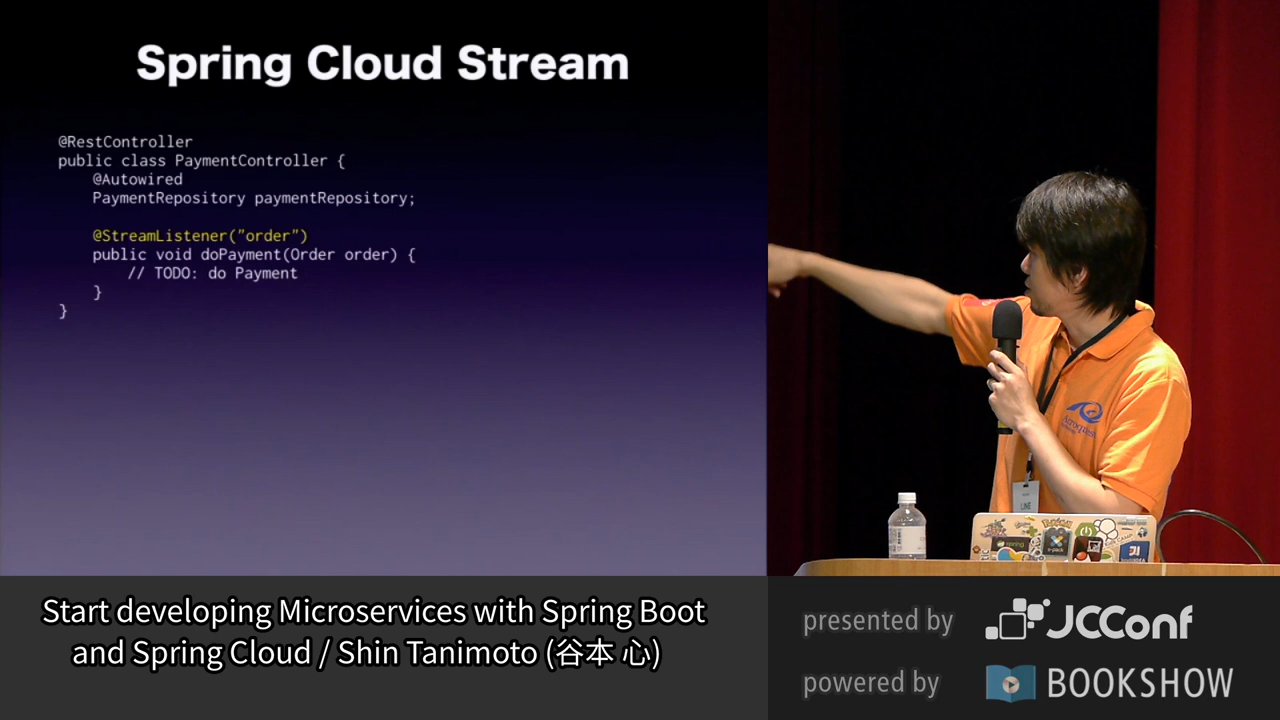 Spring Cloud Stream
@RestController
public class PaymentController {
@Autowired
PaymentRepository paymentRepository;
@StreamListener("order")
public void doPayment(Order order) {
// TODO: do Payment
}
}
Acroquest
spring
Start developing Microservices with Spring Boot
and Spring Cloud / Shin Tanimoto (谷本 心)
presented by
JCConf
powered by
BOOKSHOW